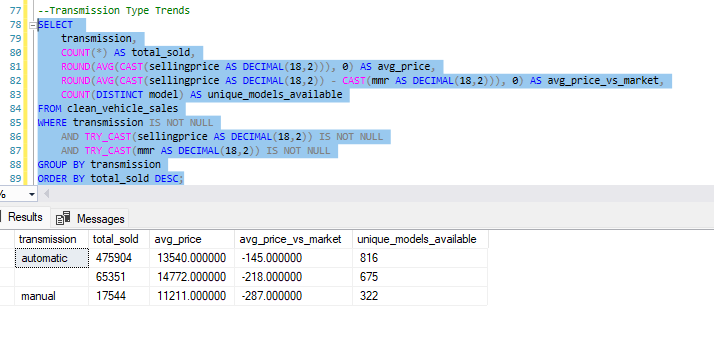 77 --Transmission Type Trends
78 SELECT
79 transmission,
80 COUNT(*) AS total_sold,
81 ROUND(AVG(CAST(sellingprice AS DECIMAL(18,2))), 0) AS avg_price,
82 ROUND(AVG(CAST(sellingprice AS DECIMAL(18,2)) - CAST(mmr AS DECIMAL(18,2))), 0) AS avg_price_vs_market,
83 COUNT(DISTINCT model) AS unique_models_available
84 FROM clean_vehicle_sales
85 WHERE transmission IS NOT NULL
86 AND TRY_CAST(sellingprice AS DECIMAL(18,2)) IS NOT NULL
87 AND TRY_CAST(mmr AS DECIMAL(18,2)) IS NOT NULL
88 GROUP BY transmission
89 ORDER BY total_sold DESC;
%
Results Messages
transmission total_sold avg_price avg_price_vs_market unique_models_available
automatic 475904 13540.000000 -145.000000 816
65351 14772.000000 -218.000000 675
manual 17544 11211.000000 -287.000000 322